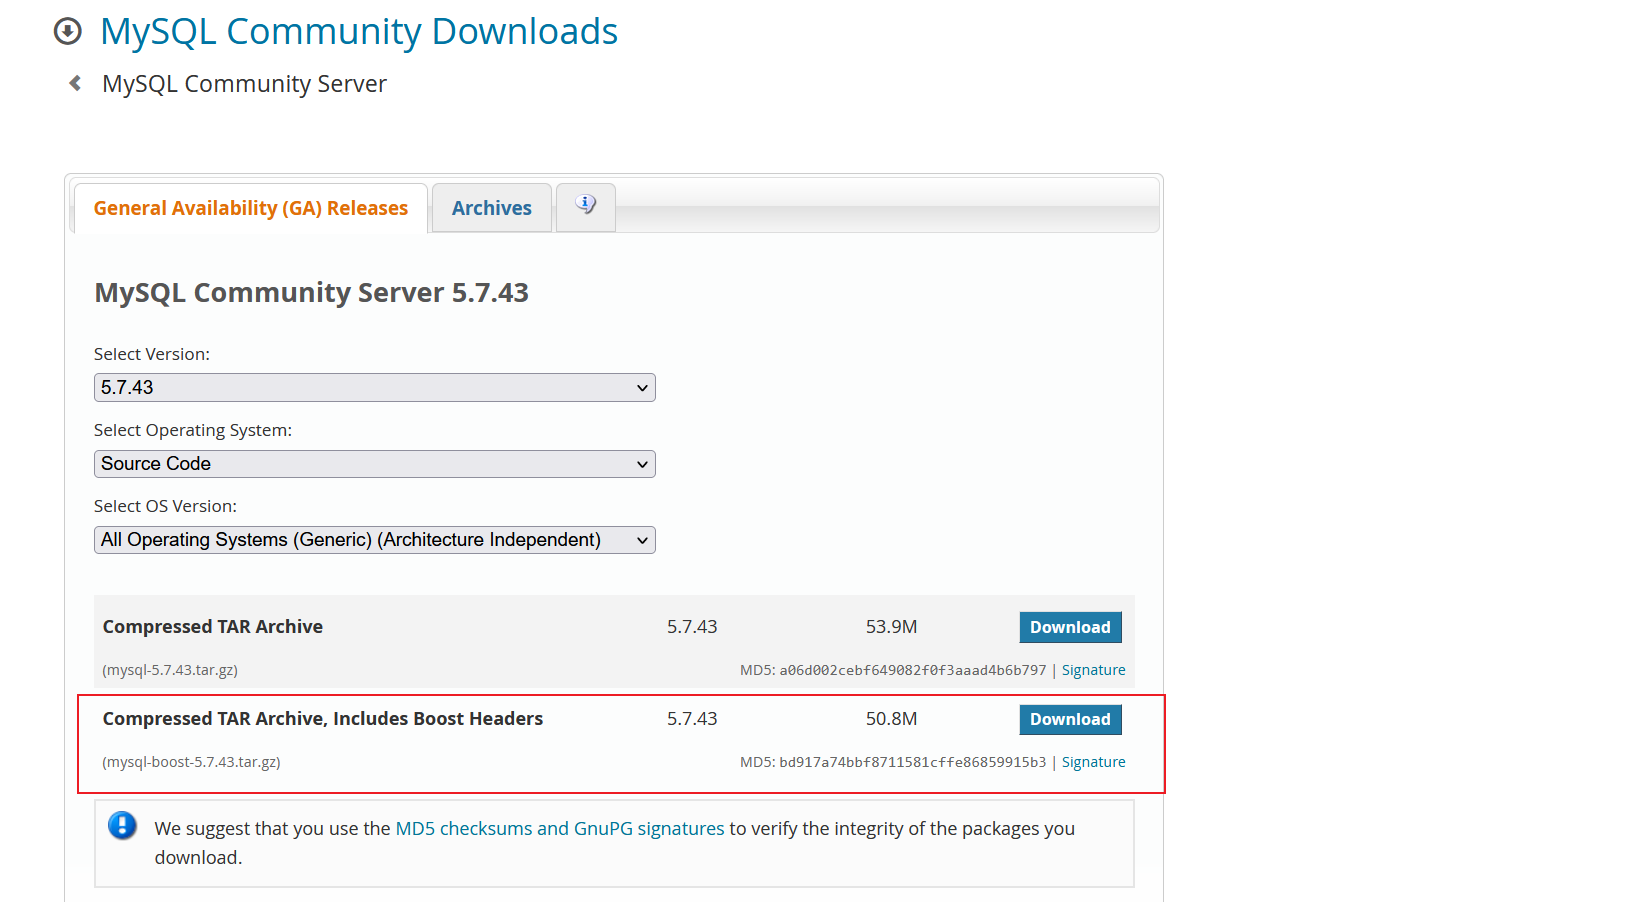 MySQL Community Downloads
MySQL Community Server
General Availability (GA) Releases
Archives
i
MySQL Community Server 5.7.43
Select Version:
5.7.43
Select Operating System:
Source Code
Select OS Version:
All Operating Systems (Generic) (Architecture Independent)
Compressed TAR Archive 5.7.43 53.9M Download
(mysql-5.7.43.tar.gz) MD5: a06d002cebf649082f0f3aaad4b6b797 | Signature
Compressed TAR Archive, Includes Boost Headers 5.7.43 50.8M Download
(mysql-boost-5.7.43.tar.gz) MD5: bd917a74bbf8711581cffe86859915b3 | Signature
We suggest that you use the MD5 checksums and GnuPG signatures to verify the integrity of the packages you
download.